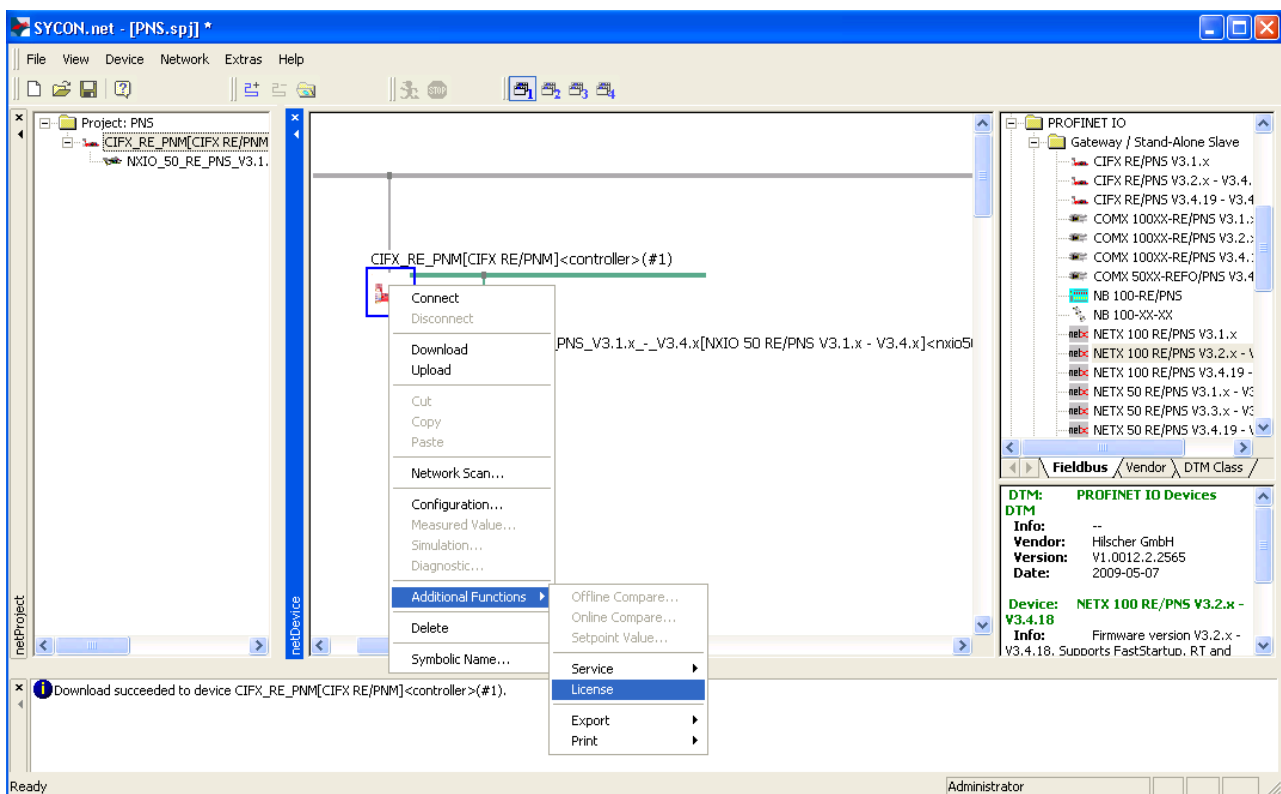 SYCON.net - [PNS.spj] *
File View Device Network Extras Help
Project: PNS
CIFX_RE_PNM[CIFX RE/PNM
NXIO_50_RE_PNS_V3.1.
netProject
netDevice
CIFX_RE_PNM[CIFX RE/PNM]<controller>(#1)
_PNS_V3.1.x_-_V3.4.x[NXIO 50 RE/PNS V3.1.x - V3.4.x]<nxio5
Connect
Disconnect
Download
Upload
Cut
Copy
Paste
Network Scan...
Configuration...
Measured Value...
Simulation...
Diagnostic...
Additional Functions
Delete
Symbolic Name...
Offline Compare...
Online Compare...
Setpoint Value...
Service
License
Export
Print
PROFINET IO
Gateway / Stand-Alone Slave
CIFX RE/PNS V3.1.x
CIFX RE/PNS V3.2.x - V3.4.
CIFX RE/PNS V3.4.19 - V3.4
COMX 100XX-RE/PNS V3.1.
COMX 100XX-RE/PNS V3.2.
COMX 100XX-RE/PNS V3.4.
COMX 50XX-REFO/PNS V3.4
NB 100-RE/PNS
NB 100-XX-XX
NETX 100 RE/PNS V3.1.x
NETX 100 RE/PNS V3.2.x - V
NETX 100 RE/PNS V3.4.19 -
NETX 50 RE/PNS V3.1.x - V3
NETX 50 RE/PNS V3.3.x - V3
NETX 50 RE/PNS V3.4.19 - V
Fieldbus Vendor DTM Class
DTM: PROFINET IO Devices
DTM
Info: --
Vendor: Hilscher GmbH
Version: V1.0012.2.2565
Date: 2009-05-07
Device: NETX 100 RE/PNS V3.2.x -
V3.4.18
Info: Firmware version V3.2.x -
V3.4.18. Supports FastStartup, RT and
Download succeeded to device CIFX_RE_PNM[CIFX RE/PNM]<controller>(#1).
Ready
Administrator